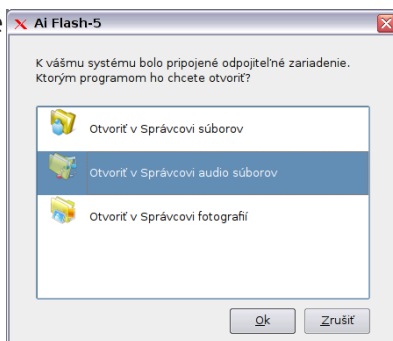 Ai Flash-5
K vášmu systému bolo pripojené odpojiteľné zariadenie.
Ktorým programom ho chcete otvoriť?
Otvoriť v Správcovi súborov
Otvoriť v Správcovi audio súborov
Otvoriť v Správcovi fotografií
Ok Zrušiť